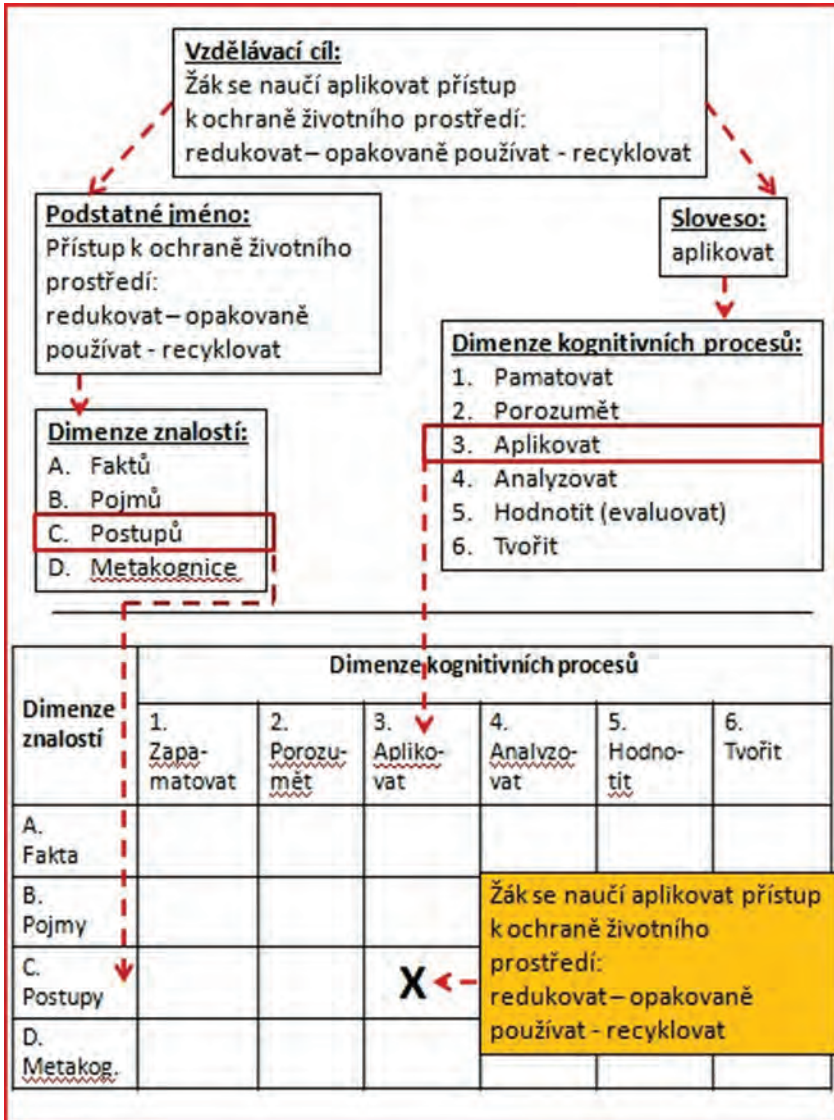 Vzdělávací cíl:
Žák se naučí aplikovat přístup
k ochraně životního prostředí:
redukovat – opakovaně používat - recyklovat
Podstatné jméno:
Přístup k ochraně životního
prostředí:
redukovat – opakovaně
používat - recyklovat
Sloveso:
aplikovat
Dimenze znalostí:
A. Faktů
B. Pojmů
C. Postupů
D. Metakognice
Dimenze kognitivních procesů:
1. Pamatovat
2. Porozumět
3. Aplikovat
4. Analyzovat
5. Hodnotit (evaluovat)
6. Tvořit
Dimenze
znalostí
Dimenze kognitivních procesů
1.
Zapa-
matovat
2.
Porozu-
mět
3.
Apliko-
vat
4.
Analyzo-
vat
5.
Hodno-
tit
6.
Tvořit
A.
Fakta
B.
Pojmy
C.
Postupy
X
D.
Metakog.
Žák se naučí aplikovat přístup
k ochraně životního
prostředí:
redukovat – opakovaně
používat - recyklovat